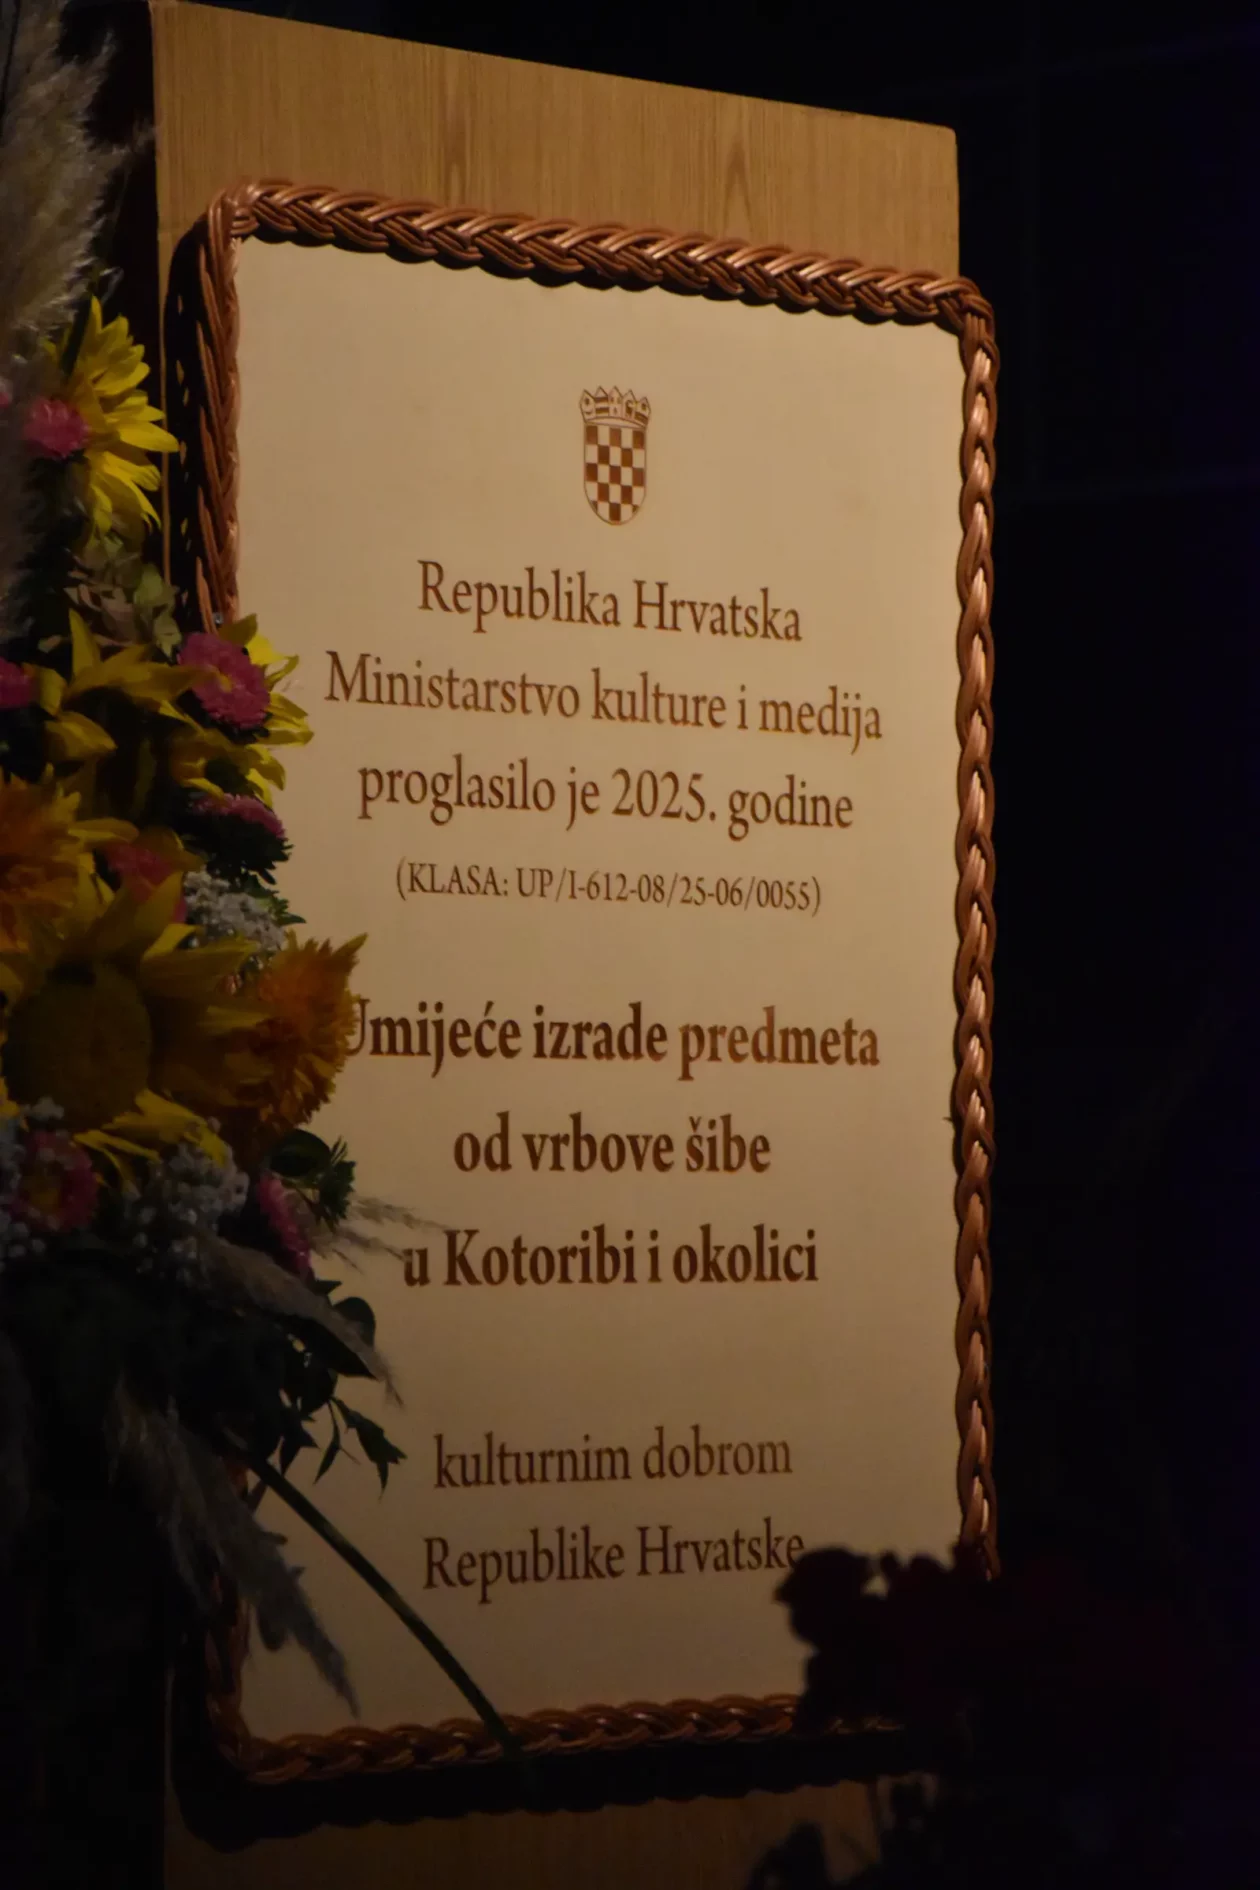 Republika Hrvatska
Ministarstvo kulture i medija
proglasilo je 2025. godine
(KLASA: UP/I-612-08/25-06/0055)
Umijeće izrade predmeta
od vrbove šibe
u Kotoribi i okolici
kulturnim dobrom
Republike Hrvatske